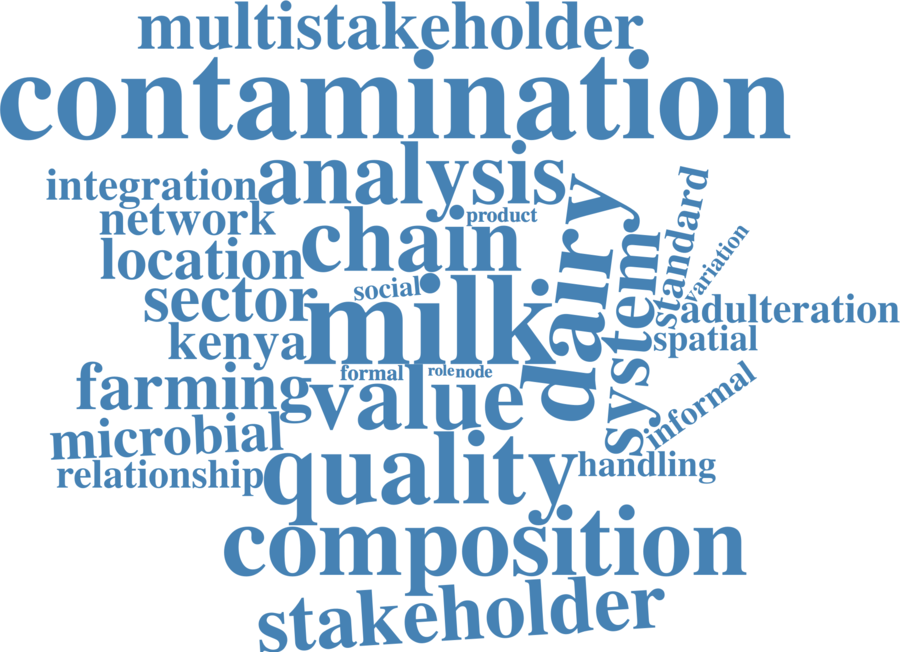 multistakeholder
contamination
analysis
integration
product
network
chain
standard
location
variation
dairy
social
system
sector
milk
adulteration
kenya
spatial
formal
role
node
farming
value
informal
microbial
quality
handling
relationship
composition
stakeholder